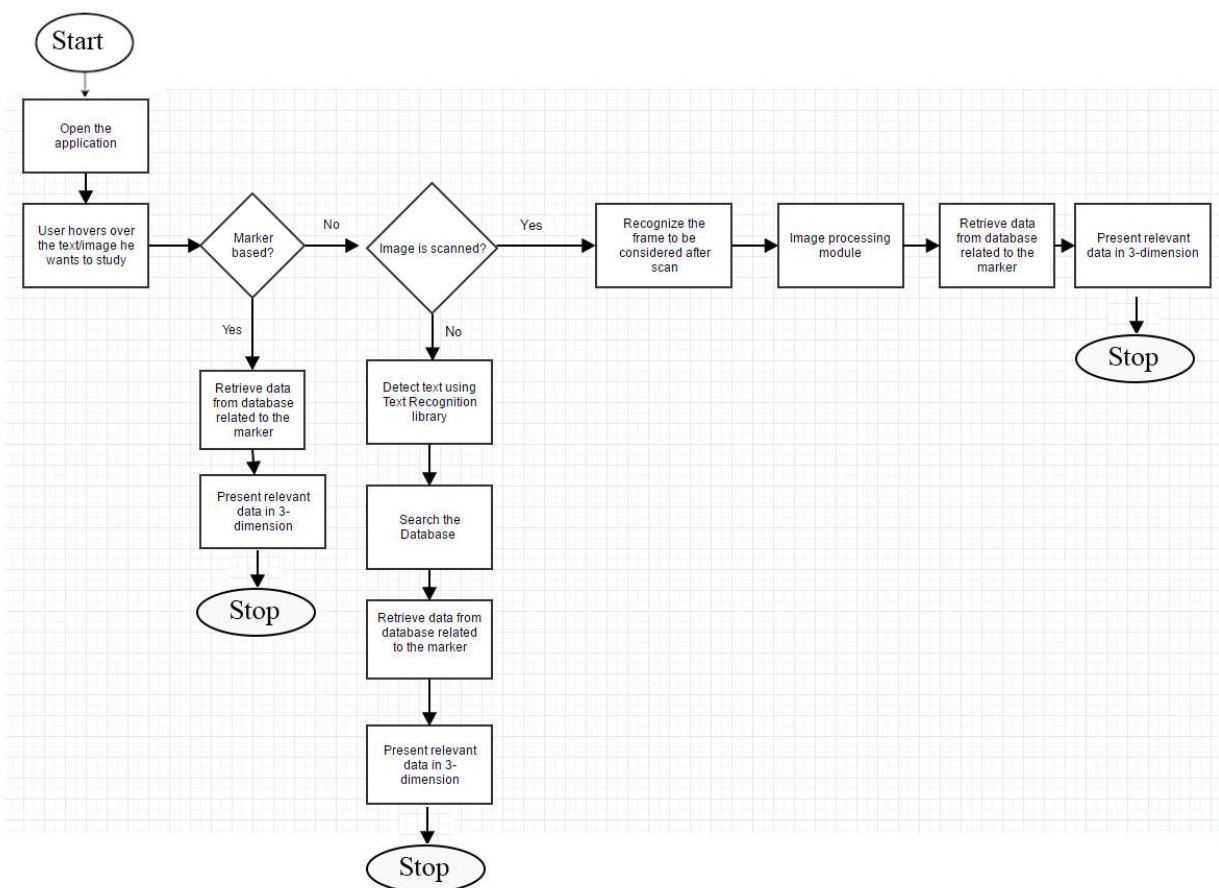 Start
Open the
application
User hovers over
the text/image he
wants to study
Marker
based?
No
Image is scanned?
Yes
Recognize the
frame to be
considered after
scan
Image processing
module
Retrieve data
from database
related to the
marker
Present relevant
data in 3-dimension
Stop
Yes
Retrieve data
from database
related to the
marker
Present relevant
data in 3-
dimension
Stop
No
Detect text using
Text Recognition
library
Search the
Database
Retrieve data from
database related
to the marker
Present relevant
data in 3-
dimension
Stop